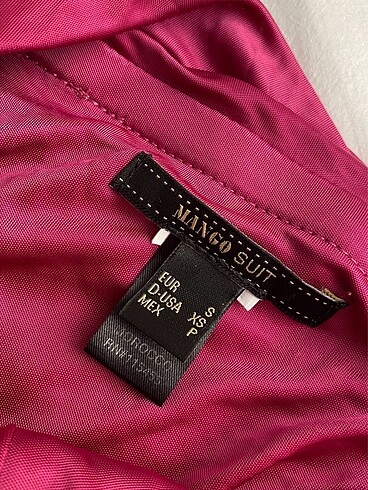 MANGO SUIT
EUR S
D-USA XS
MEX P
MOROCCO